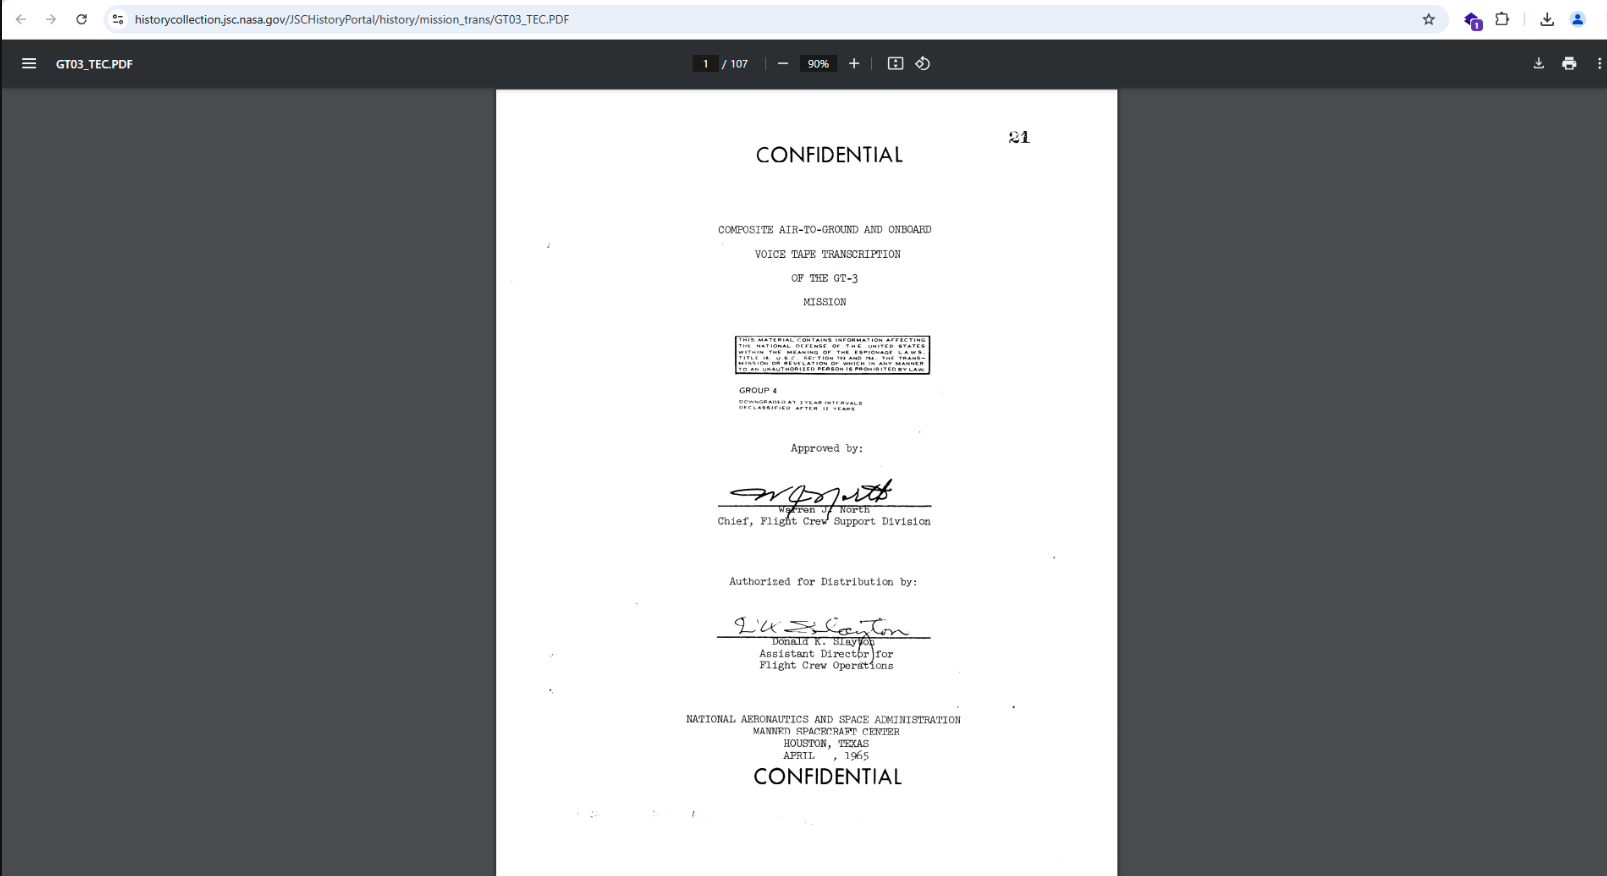 historycollection.jsc.nasa.gov/JSCHistoryPortal/history/mission_trans/GT03_TEC.PDF
1
GT03_TEC.PDF
1 / 107
90%
21
CONFIDENTIAL
COMPOSITE AIR-TO-GROUND AND ONBOARD
VOICE TAPE TRANSCRIPTION
OF THE GT-3
MISSION
THIS MATERIAL CONTAINS INFORMATION AFFECTING
THE NATIONAL DEFENSE OF THE UNITED STATES
WITHIN THE MEANING OF THE ESPIONAGE LAWS,
TITLE 18, U.S.C. SECTION 793 AND 794, THE TRANS-
MISSION OR REVELATION OF WHICH IN ANY MANNER
TO AN UNAUTHORIZED PERSON IS PROHIBITED BY LAW.
GROUP 4
DOWNGRADED AT 3 YEAR INTERVALS
DECLASSIFIED AFTER 12 YEARS
Approved by:
W J North
Warren J. North
Chief, Flight Crew Support Division
Authorized for Distribution by:
D K Slayton
Donald K. Slayton
Assistant Director for
Flight Crew Operations
NATIONAL AERONAUTICS AND SPACE ADMINISTRATION
MANNED SPACECRAFT CENTER
HOUSTON, TEXAS
APRIL , 1965
CONFIDENTIAL